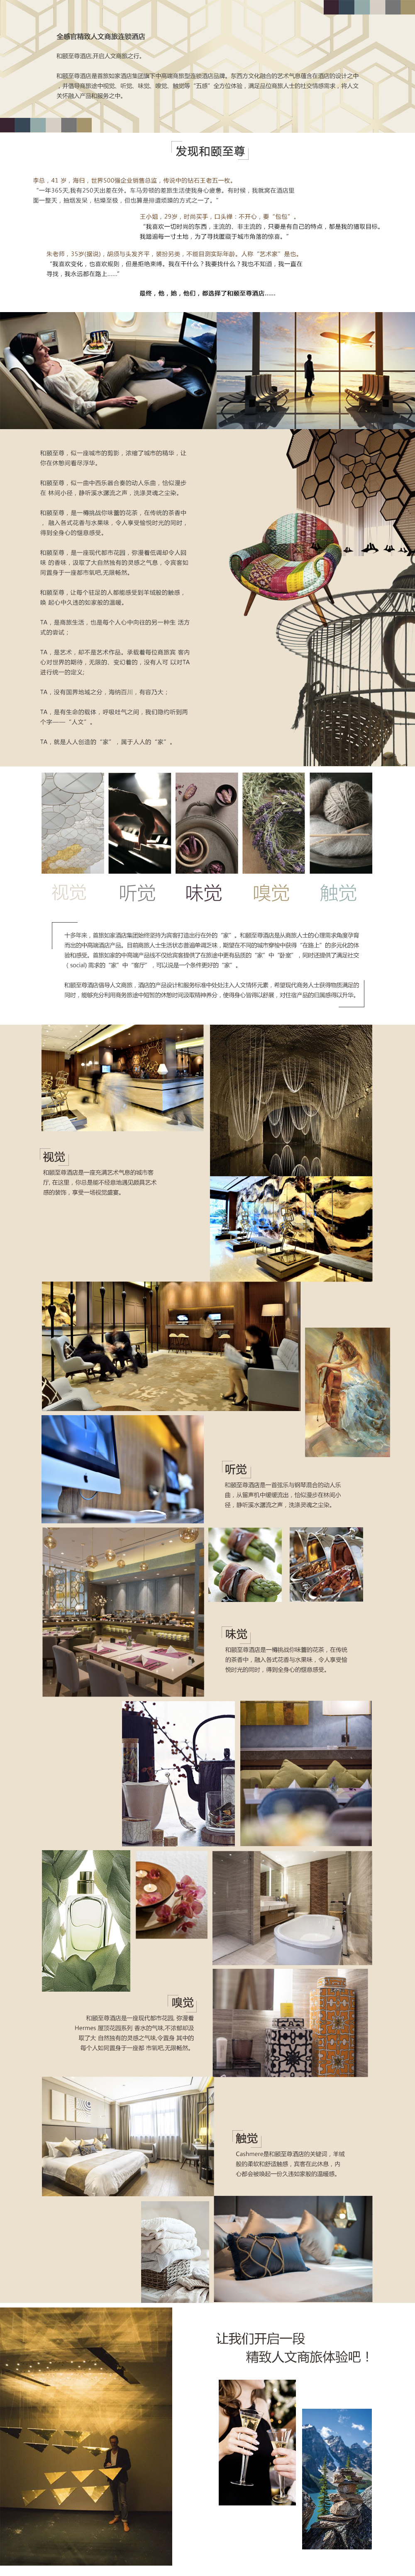 全感官精致人文商旅连锁酒店
和颐至尊酒店,开启人文商旅之行。
和颐至尊酒店是首旅如家酒店集团旗下中高端商旅型连锁酒店品牌。东西方文化融合的艺术气息蕴含在酒店的设计之中
，并倡导商旅途中视觉、听觉、味觉、嗅觉、触觉等“五感”全方位体验，满足品位商旅人士的社交情感需求，将人文
关怀融入产品和服务之中。
发现和颐至尊
李总，41 岁，海归，世界500强企业销售总监，传说中的钻石王老五一枚。
“一年365天,我有250天出差在外。车马劳顿的差旅生活使我身心疲惫。有时候，我就窝在酒店里
面一整天，抽烟发呆，枯燥至极，但也算是排遣烦燥的方式之一了。”
王小姐，29岁，时尚买手，口头禅：不开心，要“包包”。
“我喜欢一切时尚的东西，主流的、非主流的，只要是有自己的特点，都是我的猎取目标。
我踏遍每一寸土地，为了寻找匿藏于城市角落的惊喜。”
朱老师，35岁(据说)，胡须与头发齐平，装扮另类，不能目测实际年龄。人称“艺术家”是也。
“我喜欢变化，也喜欢规则，但是拒绝束缚。我在干什么？我要找什么？我也不知道，我一直在
寻找，我永远都在路上......”
最终，他，她，他们，都选择了和颐至尊酒店......
和颐至尊，似一座城市的剪影，浓缩了城市的精华，让
你在休憩间看尽浮华。
和颐至尊，似一曲中西乐器合奏的动人乐曲，恰似漫步
在 林间小径，静听溪水潺流之声，洗涤灵魂之尘染。
和颐至尊，是一樽挑战你味蕾的花茶，在传统的茶香中
，融入各式花香与水果味，令人享受愉悦时光的同时，
得到全身心的惬意感受。
和颐至尊，是一座现代都市花园，弥漫着低调却令人回
味 的香味，汲取了大自然独有的灵感之气息，令宾客如
同置身于一座都市氧吧,无限畅然。
和颐至尊，让每个驻足的人都能感受到羊绒般的触感，
唤 起心中久违的如家般的温暖。
TA，是商旅生活，也是每个人心中向往的另一种生 活方
式的尝试；
TA，是艺术，却不是艺术作品。承载着每位商旅宾 客内
心对世界的期待，无限的、变幻着的，没有人可 以对TA
进行统一的定义;
TA，没有国界地域之分，海纳百川，有容乃大；
TA，是有生命的载体，呼吸吐气之间，我们隐约听到两
个字——“人文”。
TA，就是人人创造的“家”，属于人人的“家”。
视觉 听觉 味觉 嗅觉 触觉
十多年来，首旅如家酒店集团始终坚持为宾客打造出行在外的“家”。和颐至尊酒店是从商旅人士的心理需求角度孕育
而出的中高端酒店产品。目前商旅人士生活状态普遍单调乏味，期望在不同的城市穿梭中获得“在路上”的多元化的体
验和感受。首旅如家的中高端产品线不仅给宾客提供了在旅途中更有品质的“家”中“卧室”，同时还提供了满足社交
( social) 需求的“家”中“客厅”，可以说是一个条件更好的“家”。
和颐至尊酒店倡导人文商旅，酒店的产品设计和服务标准中处处注入人文情怀元素，希望现代商务人士获得物质满足的
同时，能够充分利用商务旅途中短暂的休憩时间汲取精神养分，使得身心皆得以舒展，对住宿产品的归属感得以升华。
视觉
和颐至尊酒店是一座充满艺术气息的城市客
厅, 在这里，你总是能不经意地遇见颇具艺术
感的装饰，享受一场视觉盛宴。
听觉
和颐至尊酒店是一首弦乐与钢琴混合的动人乐
曲，从留声机中缓缓流出，恰似漫步在林间小
径，静听溪水潺流之声，洗涤灵魂之尘染。
味觉
和颐至尊酒店是一樽挑战你味蕾的花茶，在传统
的茶香中，融入各式花香与水果味，令人享受愉
悦时光的同时，得到全身心的惬意感受。
嗅觉
和颐至尊酒店是一座现代都市花园, 弥漫着
Hermes 屋顶花园系列 香水的气味,不浓郁却汲
取了大 自然独有的灵感之气味,令置身 其中的
每个人如同置身于一座都 市氧吧,无限畅然。
触觉
Cashmere是和颐至尊酒店的关键词，羊绒
般的柔软和舒适触感，宾客在此休息，内
心都会被唤起一份久违如家般的温暖感。
让我们开启一段
精致人文商旅体验吧！